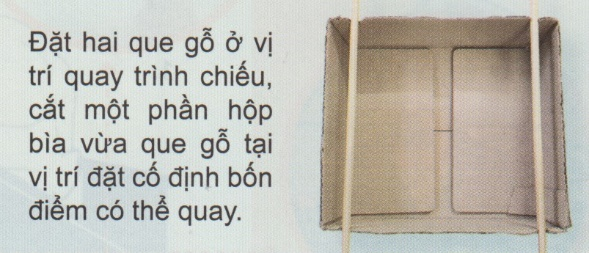 Đặt hai que gỗ ở vị
trí quay trình chiếu,
cắt một phần hộp
bìa vừa que gỗ tại
vị trí đặt cố định bốn
điểm có thể quay.